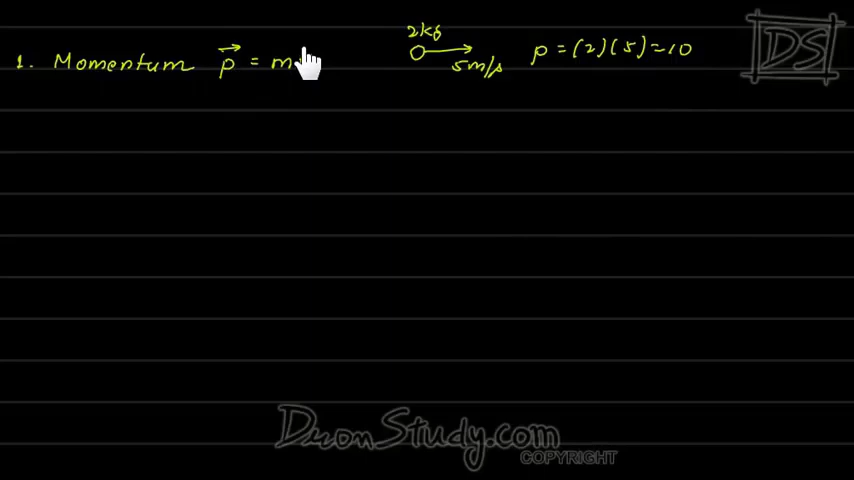 1. Momentum p⃗ = m
2kg
5m/s
p = (2)(5) = 10
DS
DronStudy.com
COPYRIGHT